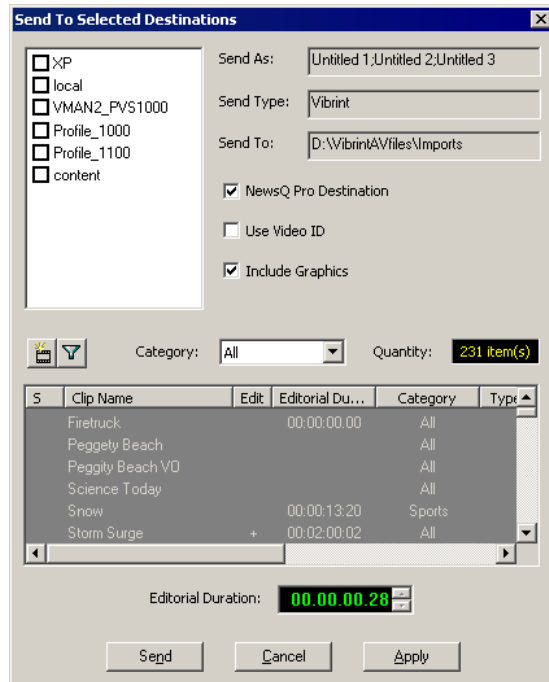 Send To Selected Destinations
XP
local
VMAN2_PVS1000
Profile_1000
Profile_1100
content
Send As: Untitled 1;Untitled 2;Untitled 3
Send Type: Vibrint
Send To: D:\VibrintAVfiles\Imports
NewsQ Pro Destination
Use Video ID
Include Graphics
Category: All Quantity: 231 item(s)
S Clip Name Edit Editorial Du... Category Type
Firetruck 00:00:00.00 All
Peggety Beach All
Peggity Beach VO All
Science Today All
Snow 00:00:13:20 Sports
Storm Surge + 00:02:00:02 All
Editorial Duration: 00.00.00.28
Send Cancel Apply